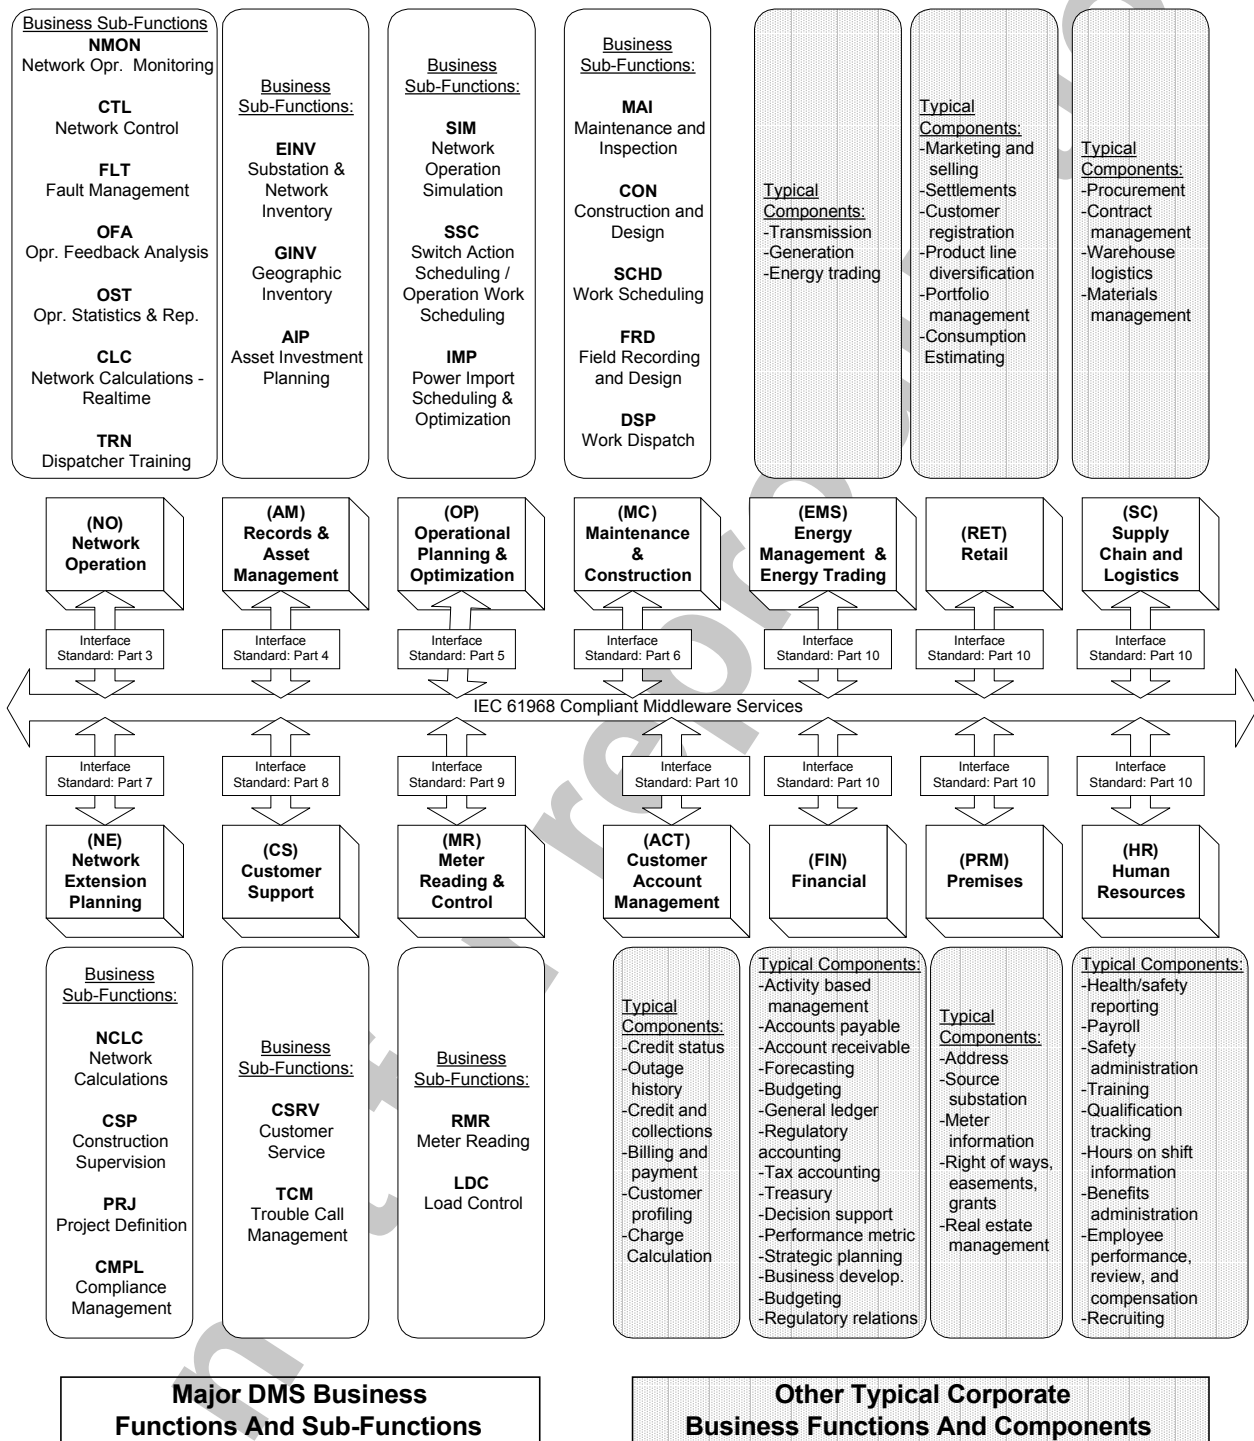 Business Sub-Functions
NMON
Network Opr. Monitoring
CTL
Network Control
FLT
Fault Management
OFA
Opr. Feedback Analysis
OST
Opr. Statistics & Rep.
CLC
Network Calculations -
Realtime
TRN
Dispatcher Training
Business
Sub-Functions:
EINV
Substation &
Network
Inventory
GINV
Geographic
Inventory
AIP
Asset Investment
Planning
Business
Sub-Functions:
SIM
Network
Operation
Simulation
SSC
Switch Action
Scheduling /
Operation Work
Scheduling
IMP
Power Import
Scheduling &
Optimization
Business
Sub-Functions:
MAI
Maintenance and
Inspection
CON
Construction and
Design
SCHD
Work Scheduling
FRD
Field Recording
and Design
DSP
Work Dispatch
Typical
Components:
-Transmission
-Generation
-Energy trading
Typical
Components:
-Marketing and
selling
-Settlements
-Customer
registration
-Product line
diversification
-Portfolio
management
-Consumption
Estimating
Typical
Components:
-Procurement
-Contract
management
-Warehouse
logistics
-Materials
management
(NO)
Network
Operation
(AM)
Records &
Asset
Management
(OP)
Operational
Planning &
Optimization
(MC)
Maintenance
&
Construction
(EMS)
Energy
Management &
Energy Trading
(RET)
Retail
(SC)
Supply
Chain and
Logistics
Interface
Standard: Part 3
Interface
Standard: Part 4
Interface
Standard: Part 5
Interface
Standard: Part 6
Interface
Standard: Part 10
Interface
Standard: Part 10
Interface
Standard: Part 10
IEC 61968 Compliant Middleware Services
Interface
Standard: Part 7
Interface
Standard: Part 8
Interface
Standard: Part 9
Interface
Standard: Part 10
Interface
Standard: Part 10
Interface
Standard: Part 10
Interface
Standard: Part 10
(NE)
Network
Extension
Planning
(CS)
Customer
Support
(MR)
Meter
Reading &
Control
(ACT)
Customer
Account
Management
(FIN)
Financial
(PRM)
Premises
(HR)
Human
Resources
Business
Sub-Functions:
NCLC
Network
Calculations
CSP
Construction
Supervision
PRJ
Project Definition
CMPL
Compliance
Management
Business
Sub-Functions:
CSRV
Customer
Service
TCM
Trouble Call
Management
Business
Sub-Functions:
RMR
Meter Reading
LDC
Load Control
Typical
Components:
-Credit status
-Outage
history
-Credit and
collections
-Billing and
payment
-Customer
profiling
-Charge
Calculation
Typical Components:
-Activity based
management
-Accounts payable
-Account receivable
-Forecasting
-Budgeting
-General ledger
-Regulatory
accounting
-Tax accounting
-Treasury
-Decision support
-Performance metric
-Strategic planning
-Business develop.
-Budgeting
-Regulatory relations
Typical
Components:
-Address
-Source
substation
-Meter
information
-Right of ways,
easements,
grants
-Real estate
management
Typical Components:
-Health/safety
reporting
-Payroll
-Safety
administration
-Training
-Qualification
tracking
-Hours on shift
information
-Benefits
administration
-Employee
performance,
review, and
compensation
-Recruiting
Major DMS Business
Functions And Sub-Functions
Other Typical Corporate
Business Functions And Components